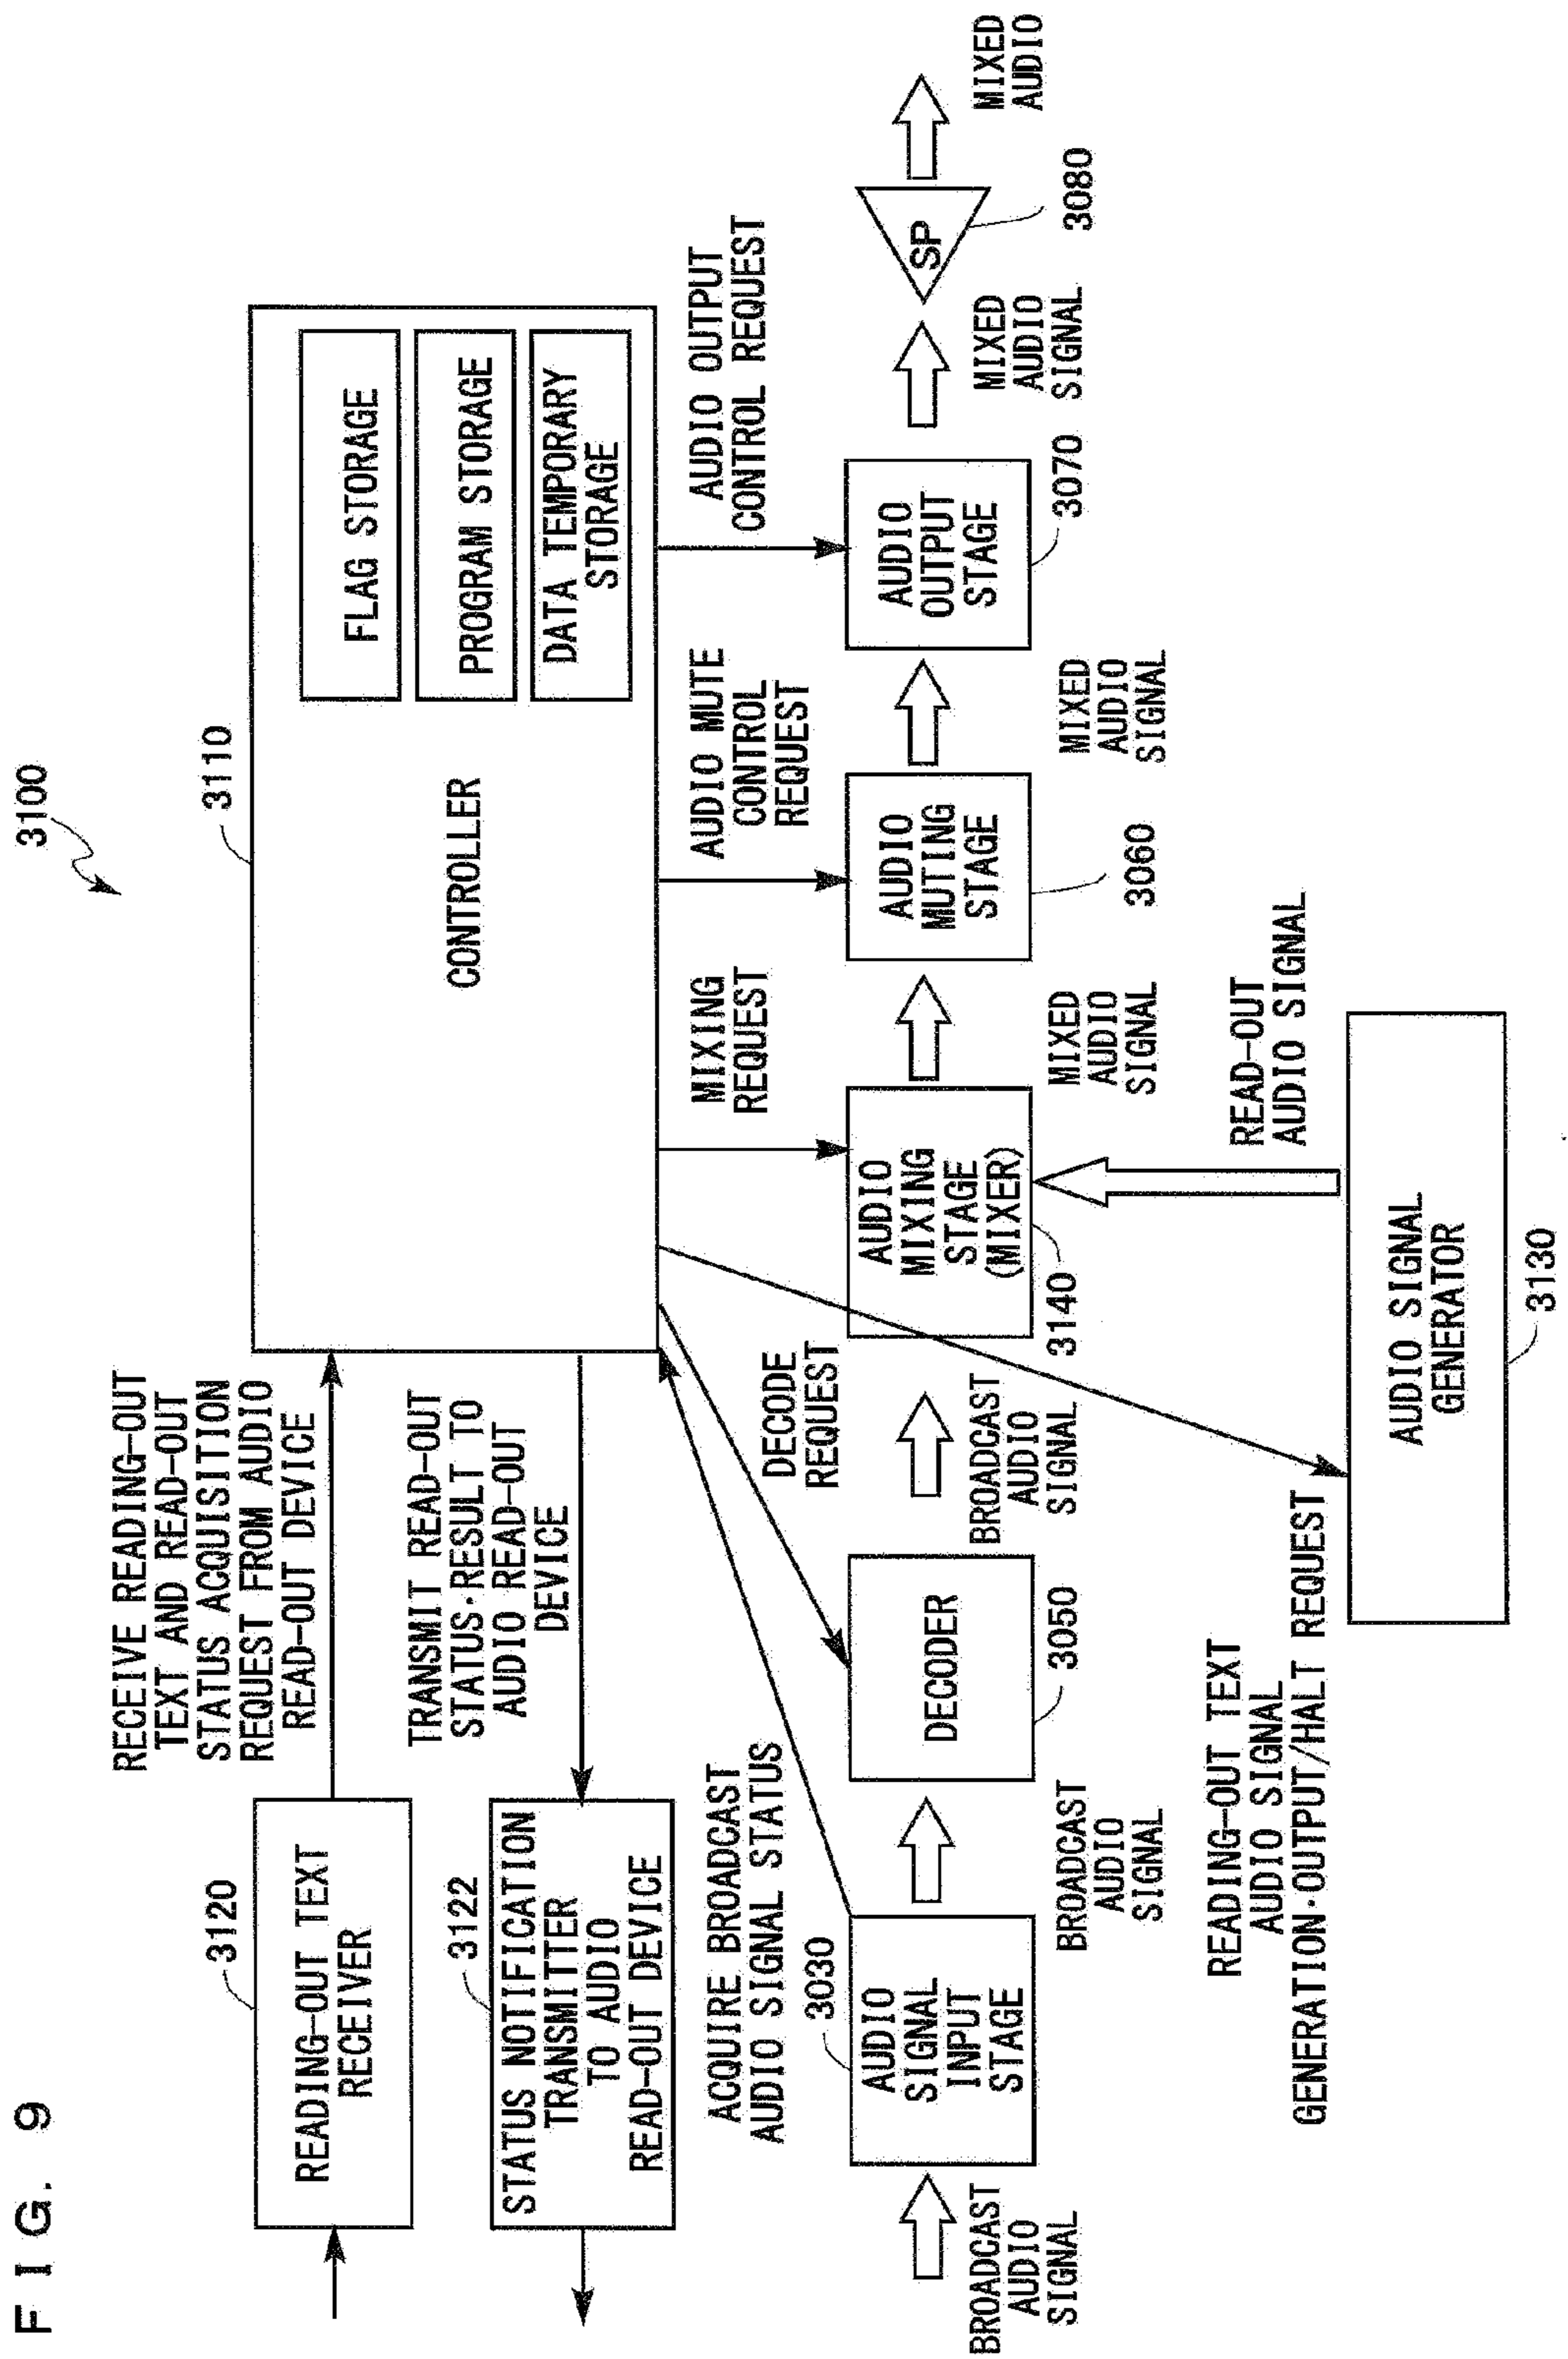 FIG. 9
3100
3110
CONTROLLER
FLAG STORAGE
PROGRAM STORAGE
DATA TEMPORARY
STORAGE
3120
READING-OUT TEXT
RECEIVER
RECEIVE READING-OUT
TEXT AND READ-OUT
STATUS ACQUISITION
REQUEST FROM AUDIO
READ-OUT DEVICE
3122
STATUS NOTIFICATION
TRANSMITTER
TO AUDIO
READ-OUT DEVICE
TRANSMIT READ-OUT
STATUS·RESULT TO
AUDIO READ-OUT
DEVICE
ACQUIRE BROADCAST
AUDIO SIGNAL STATUS
DECODE
REQUEST
MIXING
REQUEST
AUDIO MUTE
CONTROL
REQUEST
AUDIO OUTPUT
CONTROL REQUEST
BROADCAST
AUDIO
SIGNAL
3030
AUDIO
SIGNAL
INPUT
STAGE
BROADCAST
AUDIO
SIGNAL
DECODER
3050
BROADCAST
AUDIO
SIGNAL
AUDIO
MIXING
STAGE
(MIXER)
3140
MIXED
AUDIO
SIGNAL
AUDIO
MUTING
STAGE
3060
MIXED
AUDIO
SIGNAL
AUDIO
OUTPUT
STAGE
3070
MIXED
AUDIO
SIGNAL
SP
3080
MIXED
AUDIO
READING-OUT TEXT
AUDIO SIGNAL
GENERATION·OUTPUT/HALT REQUEST
READ-OUT
AUDIO SIGNAL
AUDIO SIGNAL
GENERATOR
3130